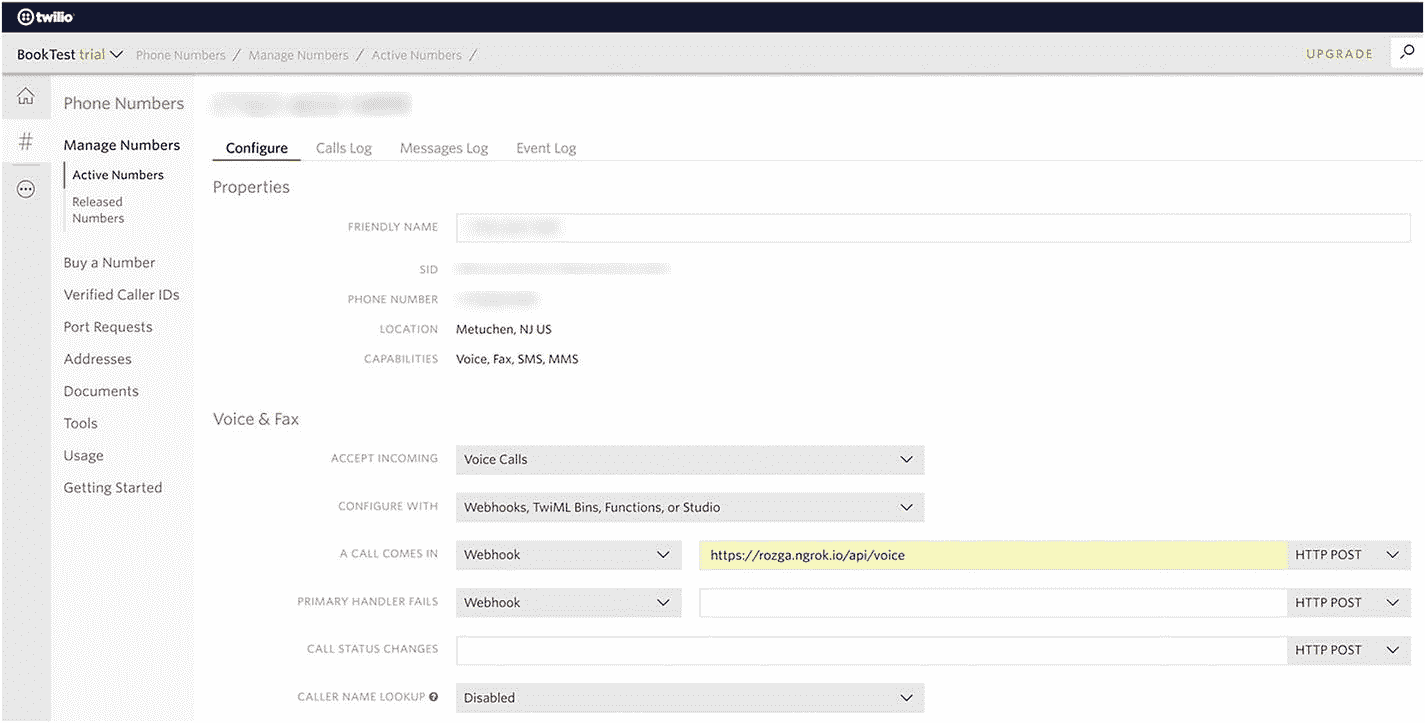 twilio
BookTest trial Phone Numbers / Manage Numbers / Active Numbers / UPGRADE
Phone Numbers
Manage Numbers
Active Numbers
Released
Numbers
Buy a Number
Verified Caller IDs
Port Requests
Addresses
Documents
Tools
Usage
Getting Started
Configure Calls Log Messages Log Event Log
Properties
FRIENDLY NAME
SID
PHONE NUMBER
LOCATION Metuchen, NJ US
CAPABILITIES Voice, Fax, SMS, MMS
Voice & Fax
ACCEPT INCOMING Voice Calls
CONFIGURE WITH Webhooks, TwiML Bins, Functions, or Studio
A CALL COMES IN Webhook https://rozga.ngrok.io/api/voice HTTP POST
PRIMARY HANDLER FAILS Webhook HTTP POST
CALL STATUS CHANGES HTTP POST
CALLER NAME LOOKUP ? Disabled